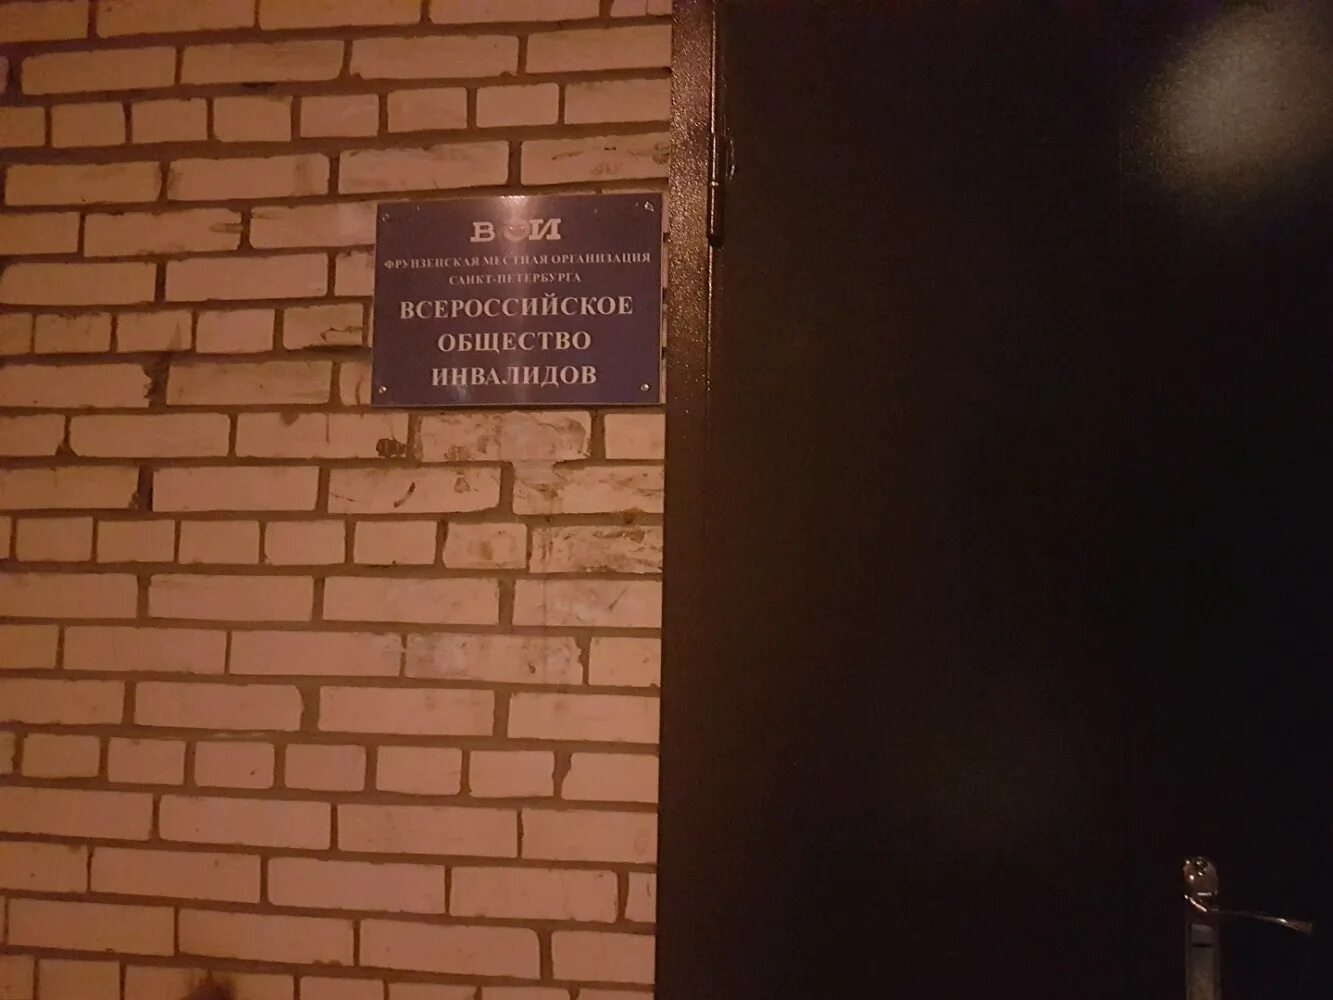 ВОИ
ФРУНЗЕНСКАЯ МЕСТНАЯ ОРГАНИЗАЦИЯ
САНКТ-ПЕТЕРБУРГА
ВСЕРОССИЙСКОЕ
ОБЩЕСТВО
ИНВАЛИДОВ